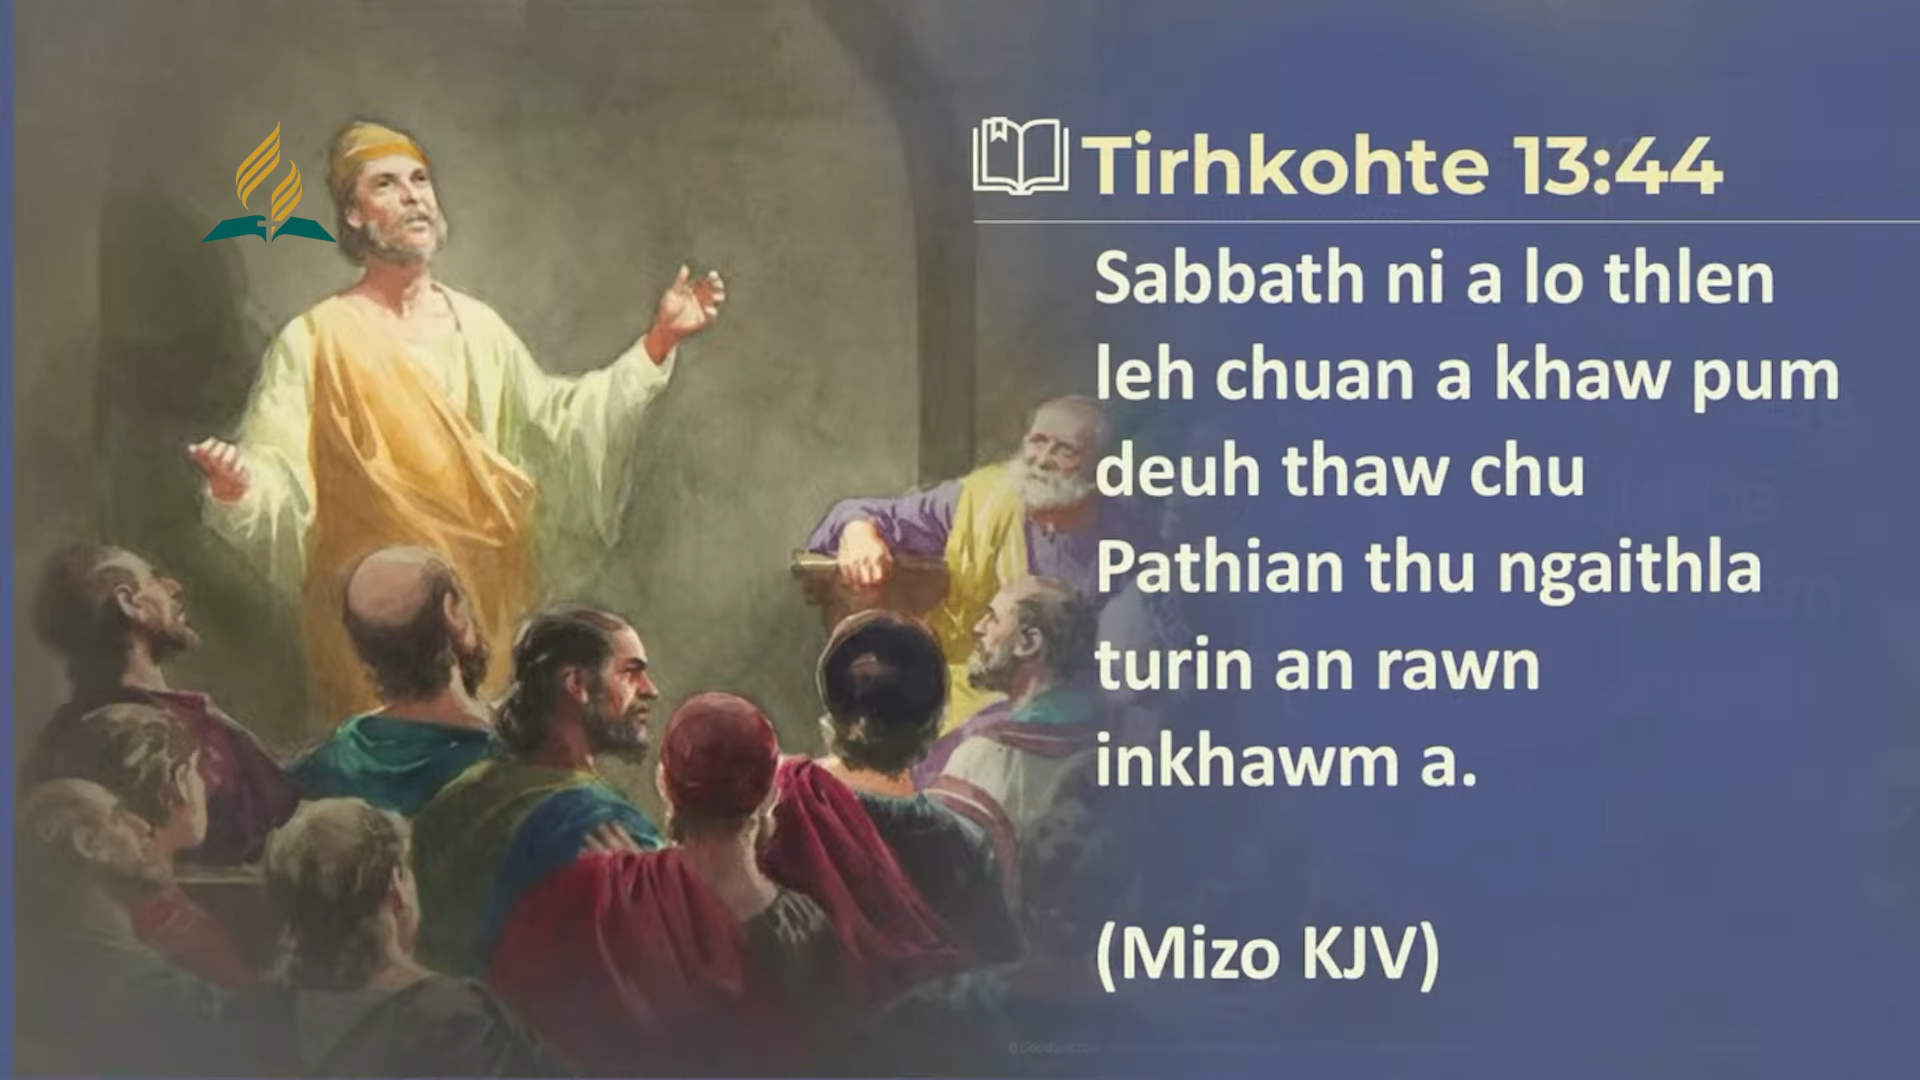 Tirhkohte 13:44
Sabbath ni a lo thlen
leh chuan a khaw pum
deuh thaw chu
Pathian thu ngaithla
turin an rawn
inkhawm a.
(Mizo KJV)